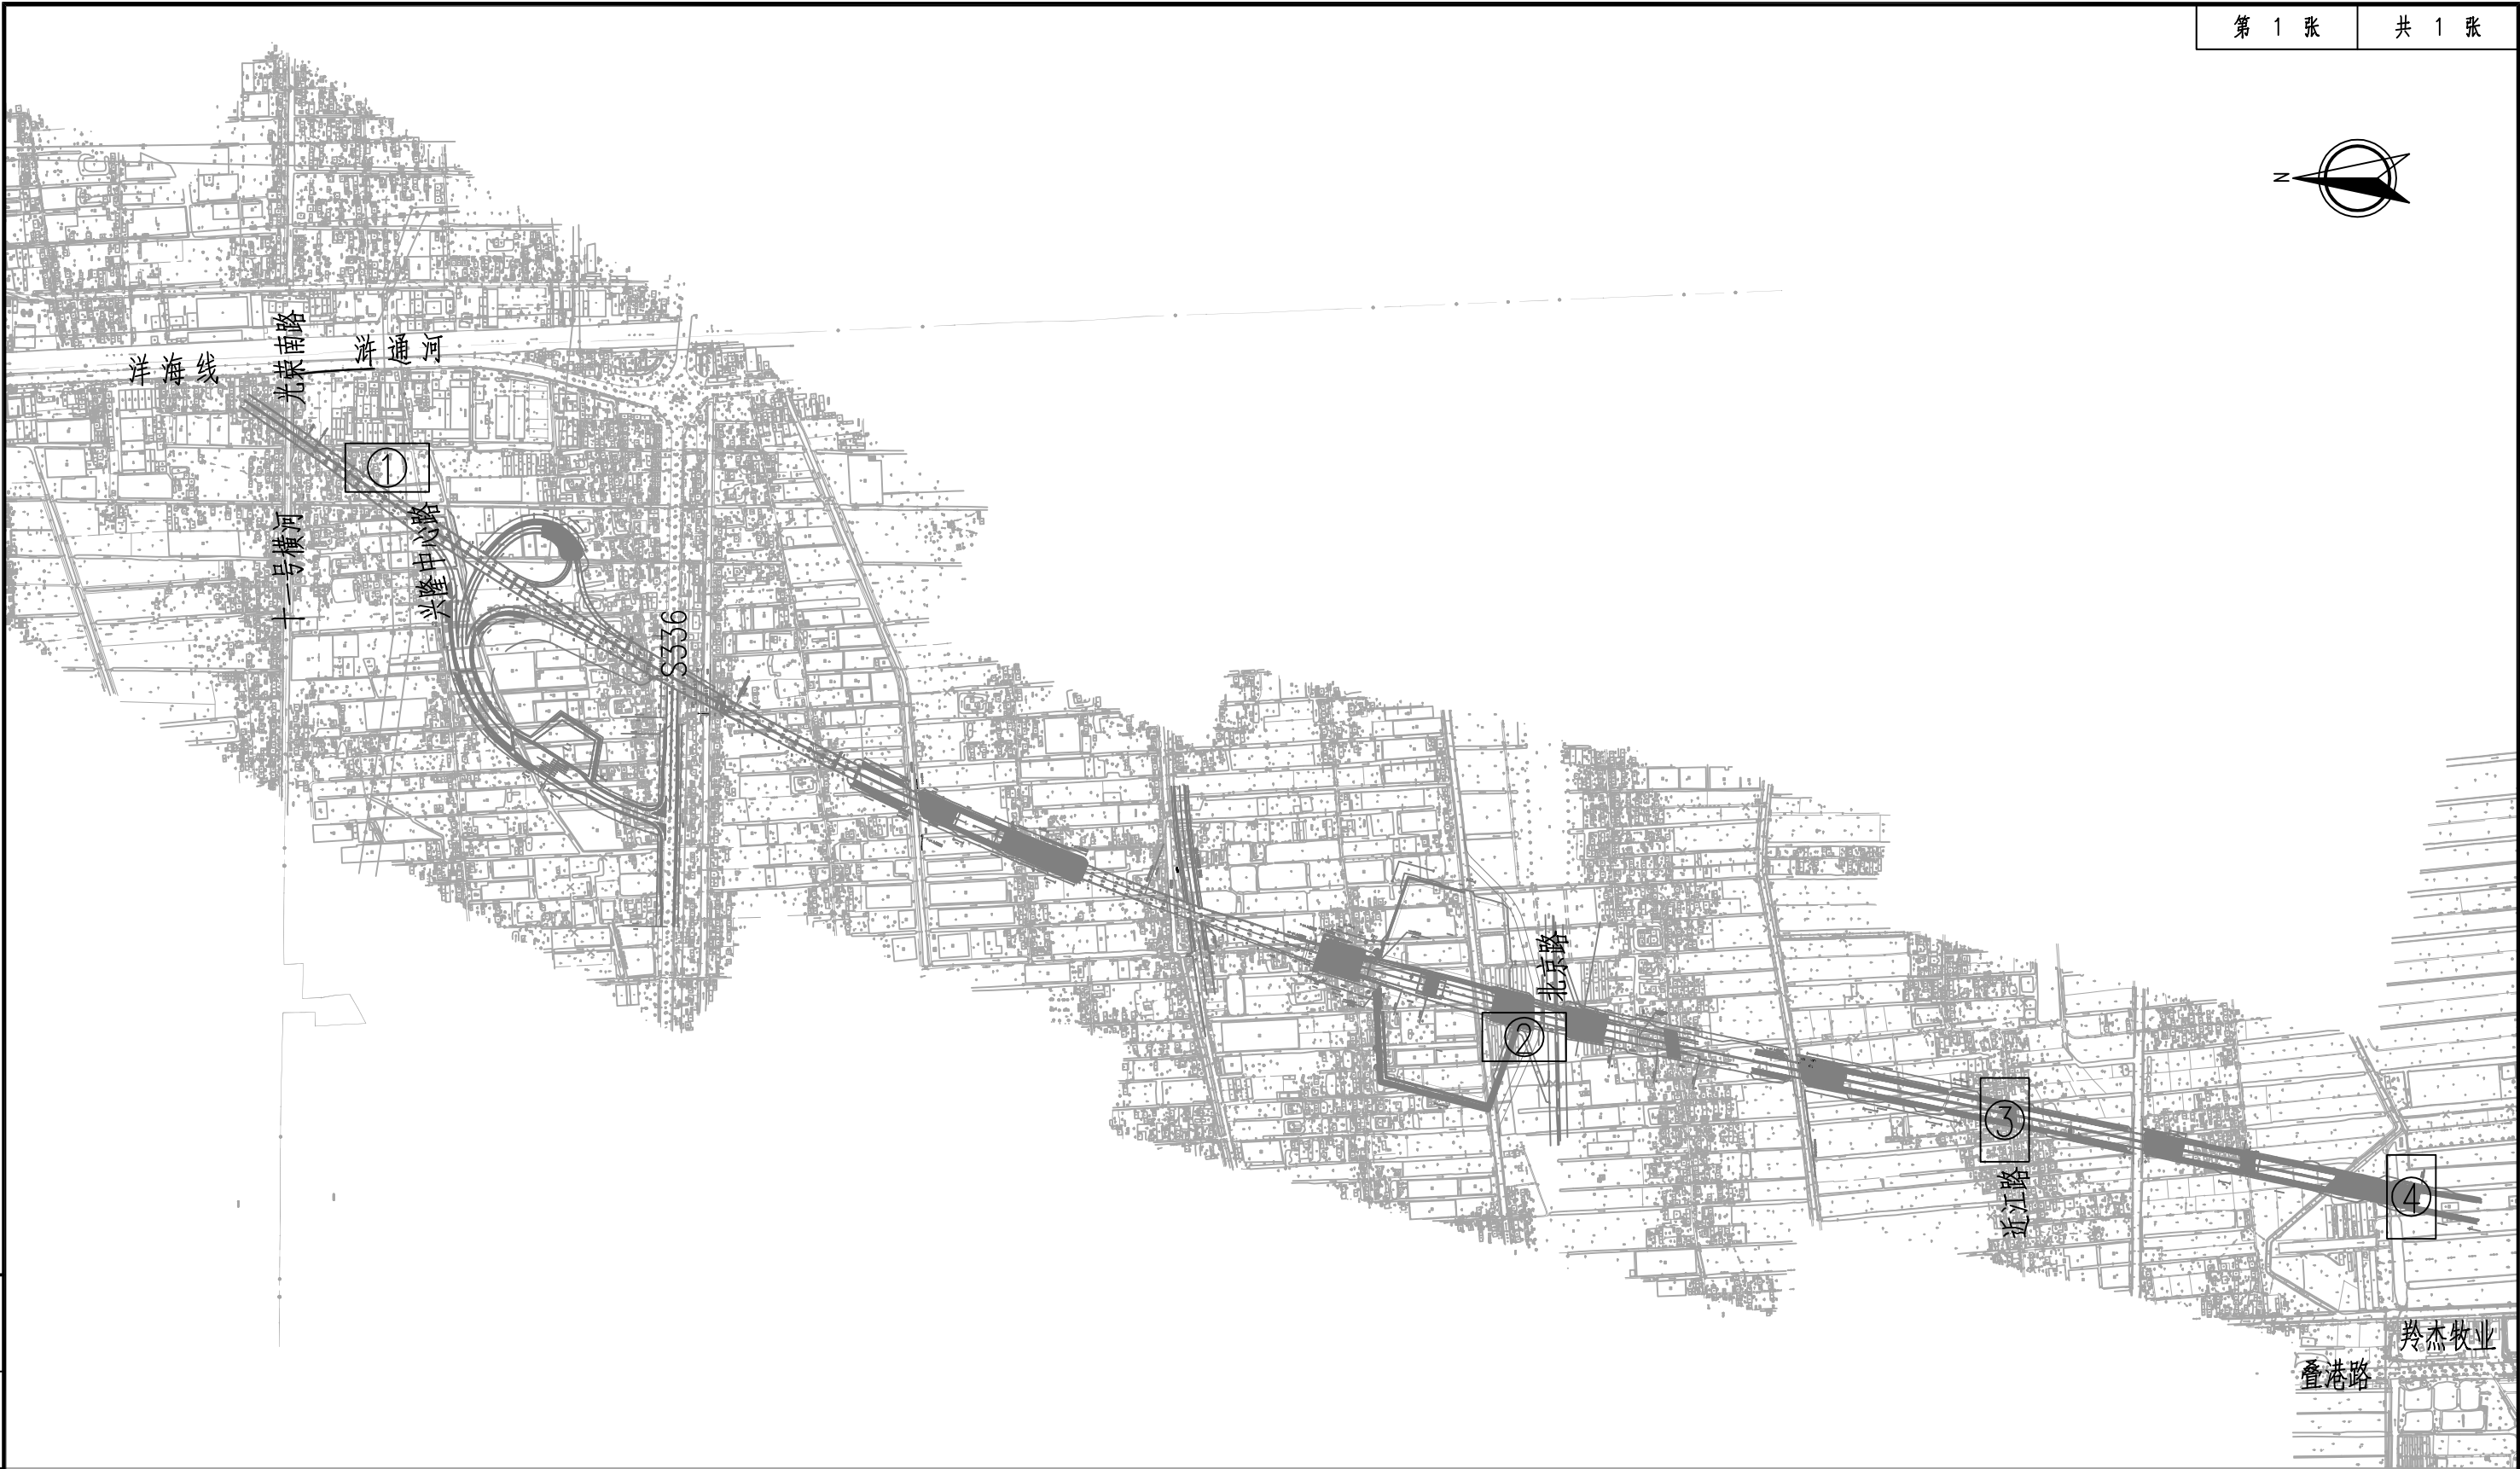 第 1 张 共 1 张
N
光荣南路
浒通河
洋海线
①
十一号横河
兴隆中心路
S336
北京路
②
③
近江路
④
羚杰牧业
叠港路